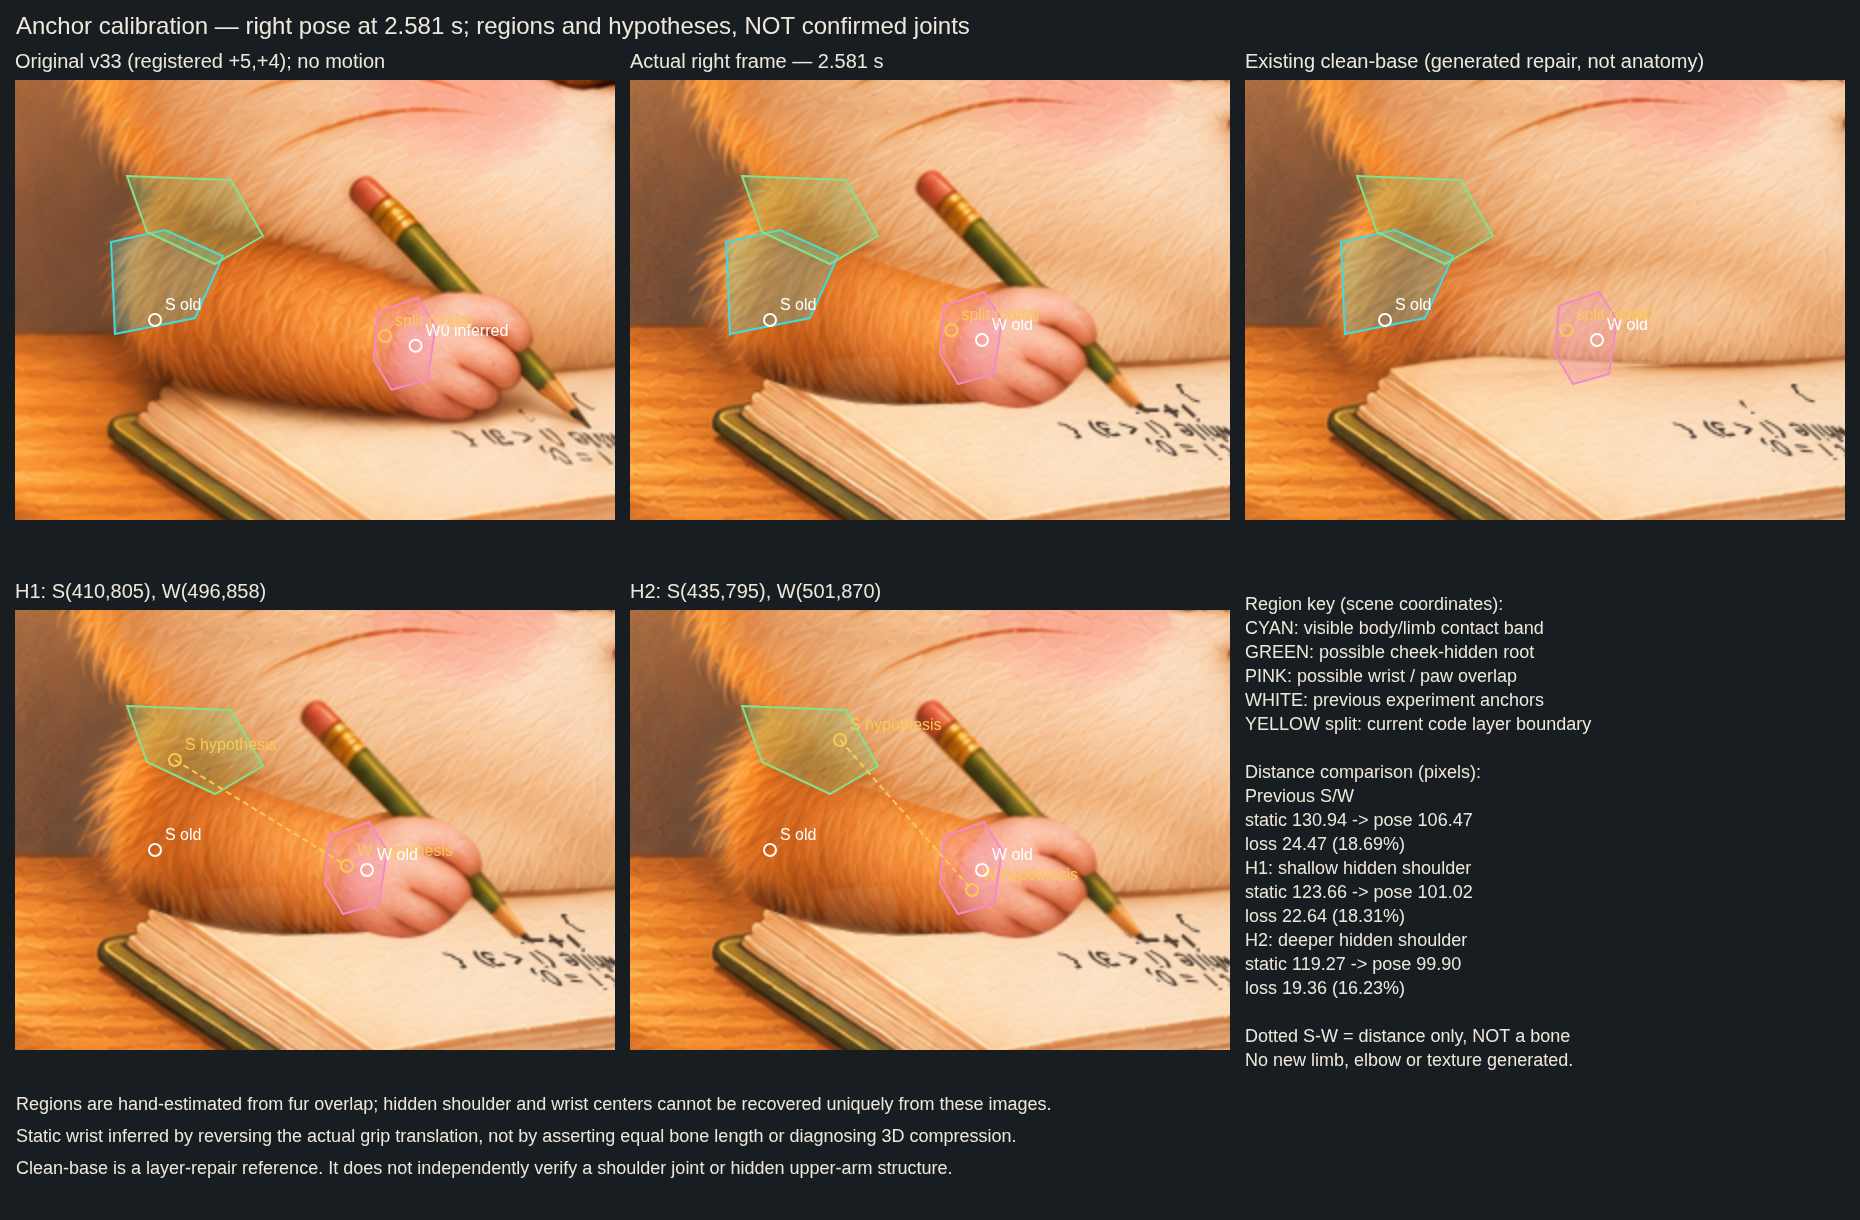 Anchor calibration — right pose at 2.581 s; regions and hypotheses, NOT confirmed joints
Original v33 (registered +5,+4); no motion
Actual right frame — 2.581 s
Existing clean-base (generated repair, not anatomy)
S old
W0 inferred
S old
W old
S old
W old
H1: S(410,805), W(496,858)
H2: S(435,795), W(501,870)
S hypothesis
S old
W old
S hypothesis
S old
W old
W hypothesis
Region key (scene coordinates):
CYAN: visible body/limb contact band
GREEN: possible cheek-hidden root
PINK: possible wrist / paw overlap
WHITE: previous experiment anchors
YELLOW split: current code layer boundary
Distance comparison (pixels):
Previous S/W
static 130.94 -> pose 106.47
loss 24.47 (18.69%)
H1: shallow hidden shoulder
static 123.66 -> pose 101.02
loss 22.64 (18.31%)
H2: deeper hidden shoulder
static 119.27 -> pose 99.90
loss 19.36 (16.23%)
Dotted S-W = distance only, NOT a bone
No new limb, elbow or texture generated.
Regions are hand-estimated from fur overlap; hidden shoulder and wrist centers cannot be recovered uniquely from these images.
Static wrist inferred by reversing the actual grip translation, not by asserting equal bone length or diagnosing 3D compression.
Clean-base is a layer-repair reference. It does not independently verify a shoulder joint or hidden upper-arm structure.